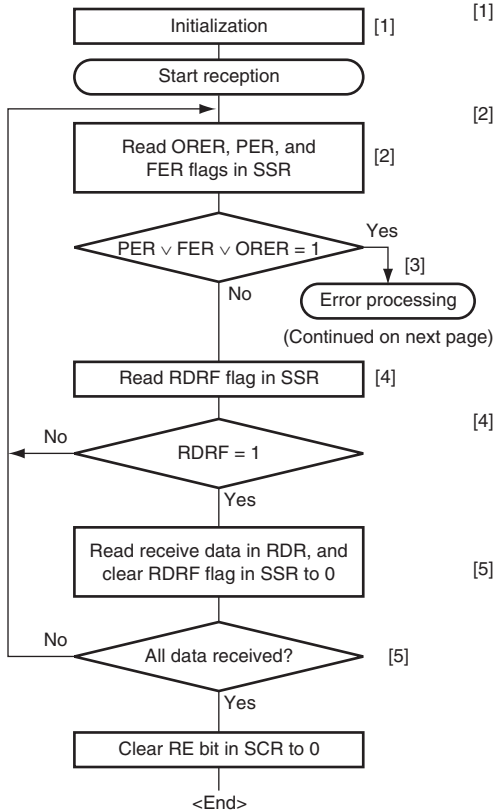 Initialization
[1]
[1]
Start reception
[2]
Read ORER, PER, and
FER flags in SSR
[2]
PER ∨ FER ∨ ORER = 1
Yes
[3]
No
Error processing
(Continued on next page)
Read RDRF flag in SSR
[4]
[4]
No
RDRF = 1
Yes
Read receive data in RDR, and
clear RDRF flag in SSR to 0
[5]
No
All data received?
[5]
Yes
Clear RE bit in SCR to 0
<End>